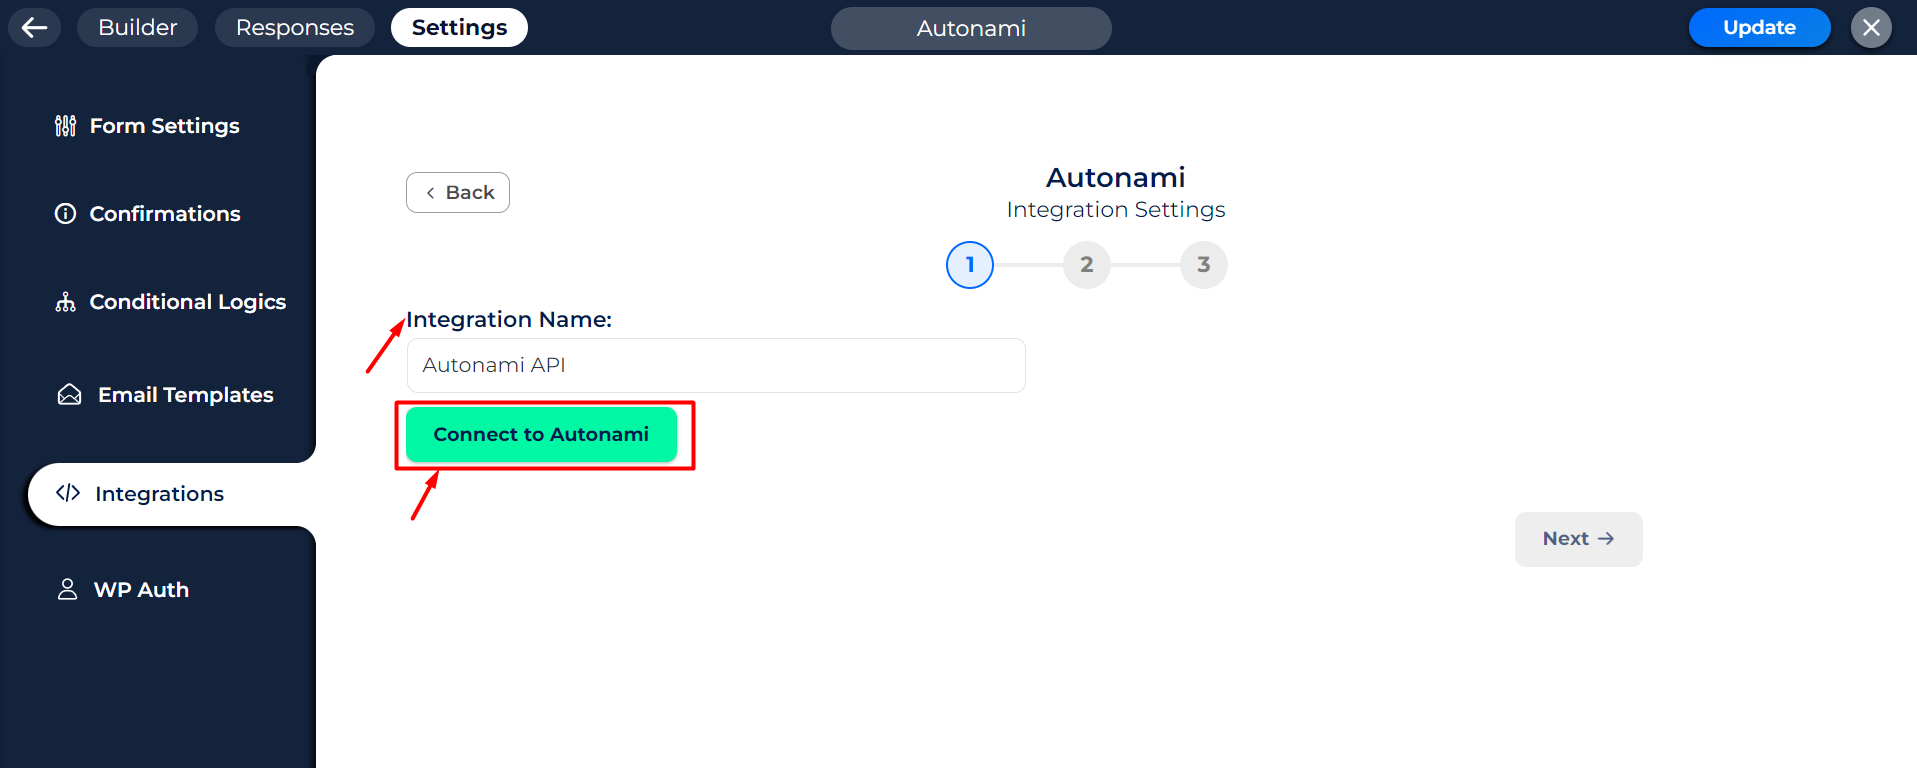 Builder
Responses
Settings
Autonami
Update
Form Settings
Confirmations
Conditional Logics
Email Templates
Integrations
WP Auth
Back
Autonami
Integration Settings
1
2
3
Integration Name:
Autonami API
Connect to Autonami
Next